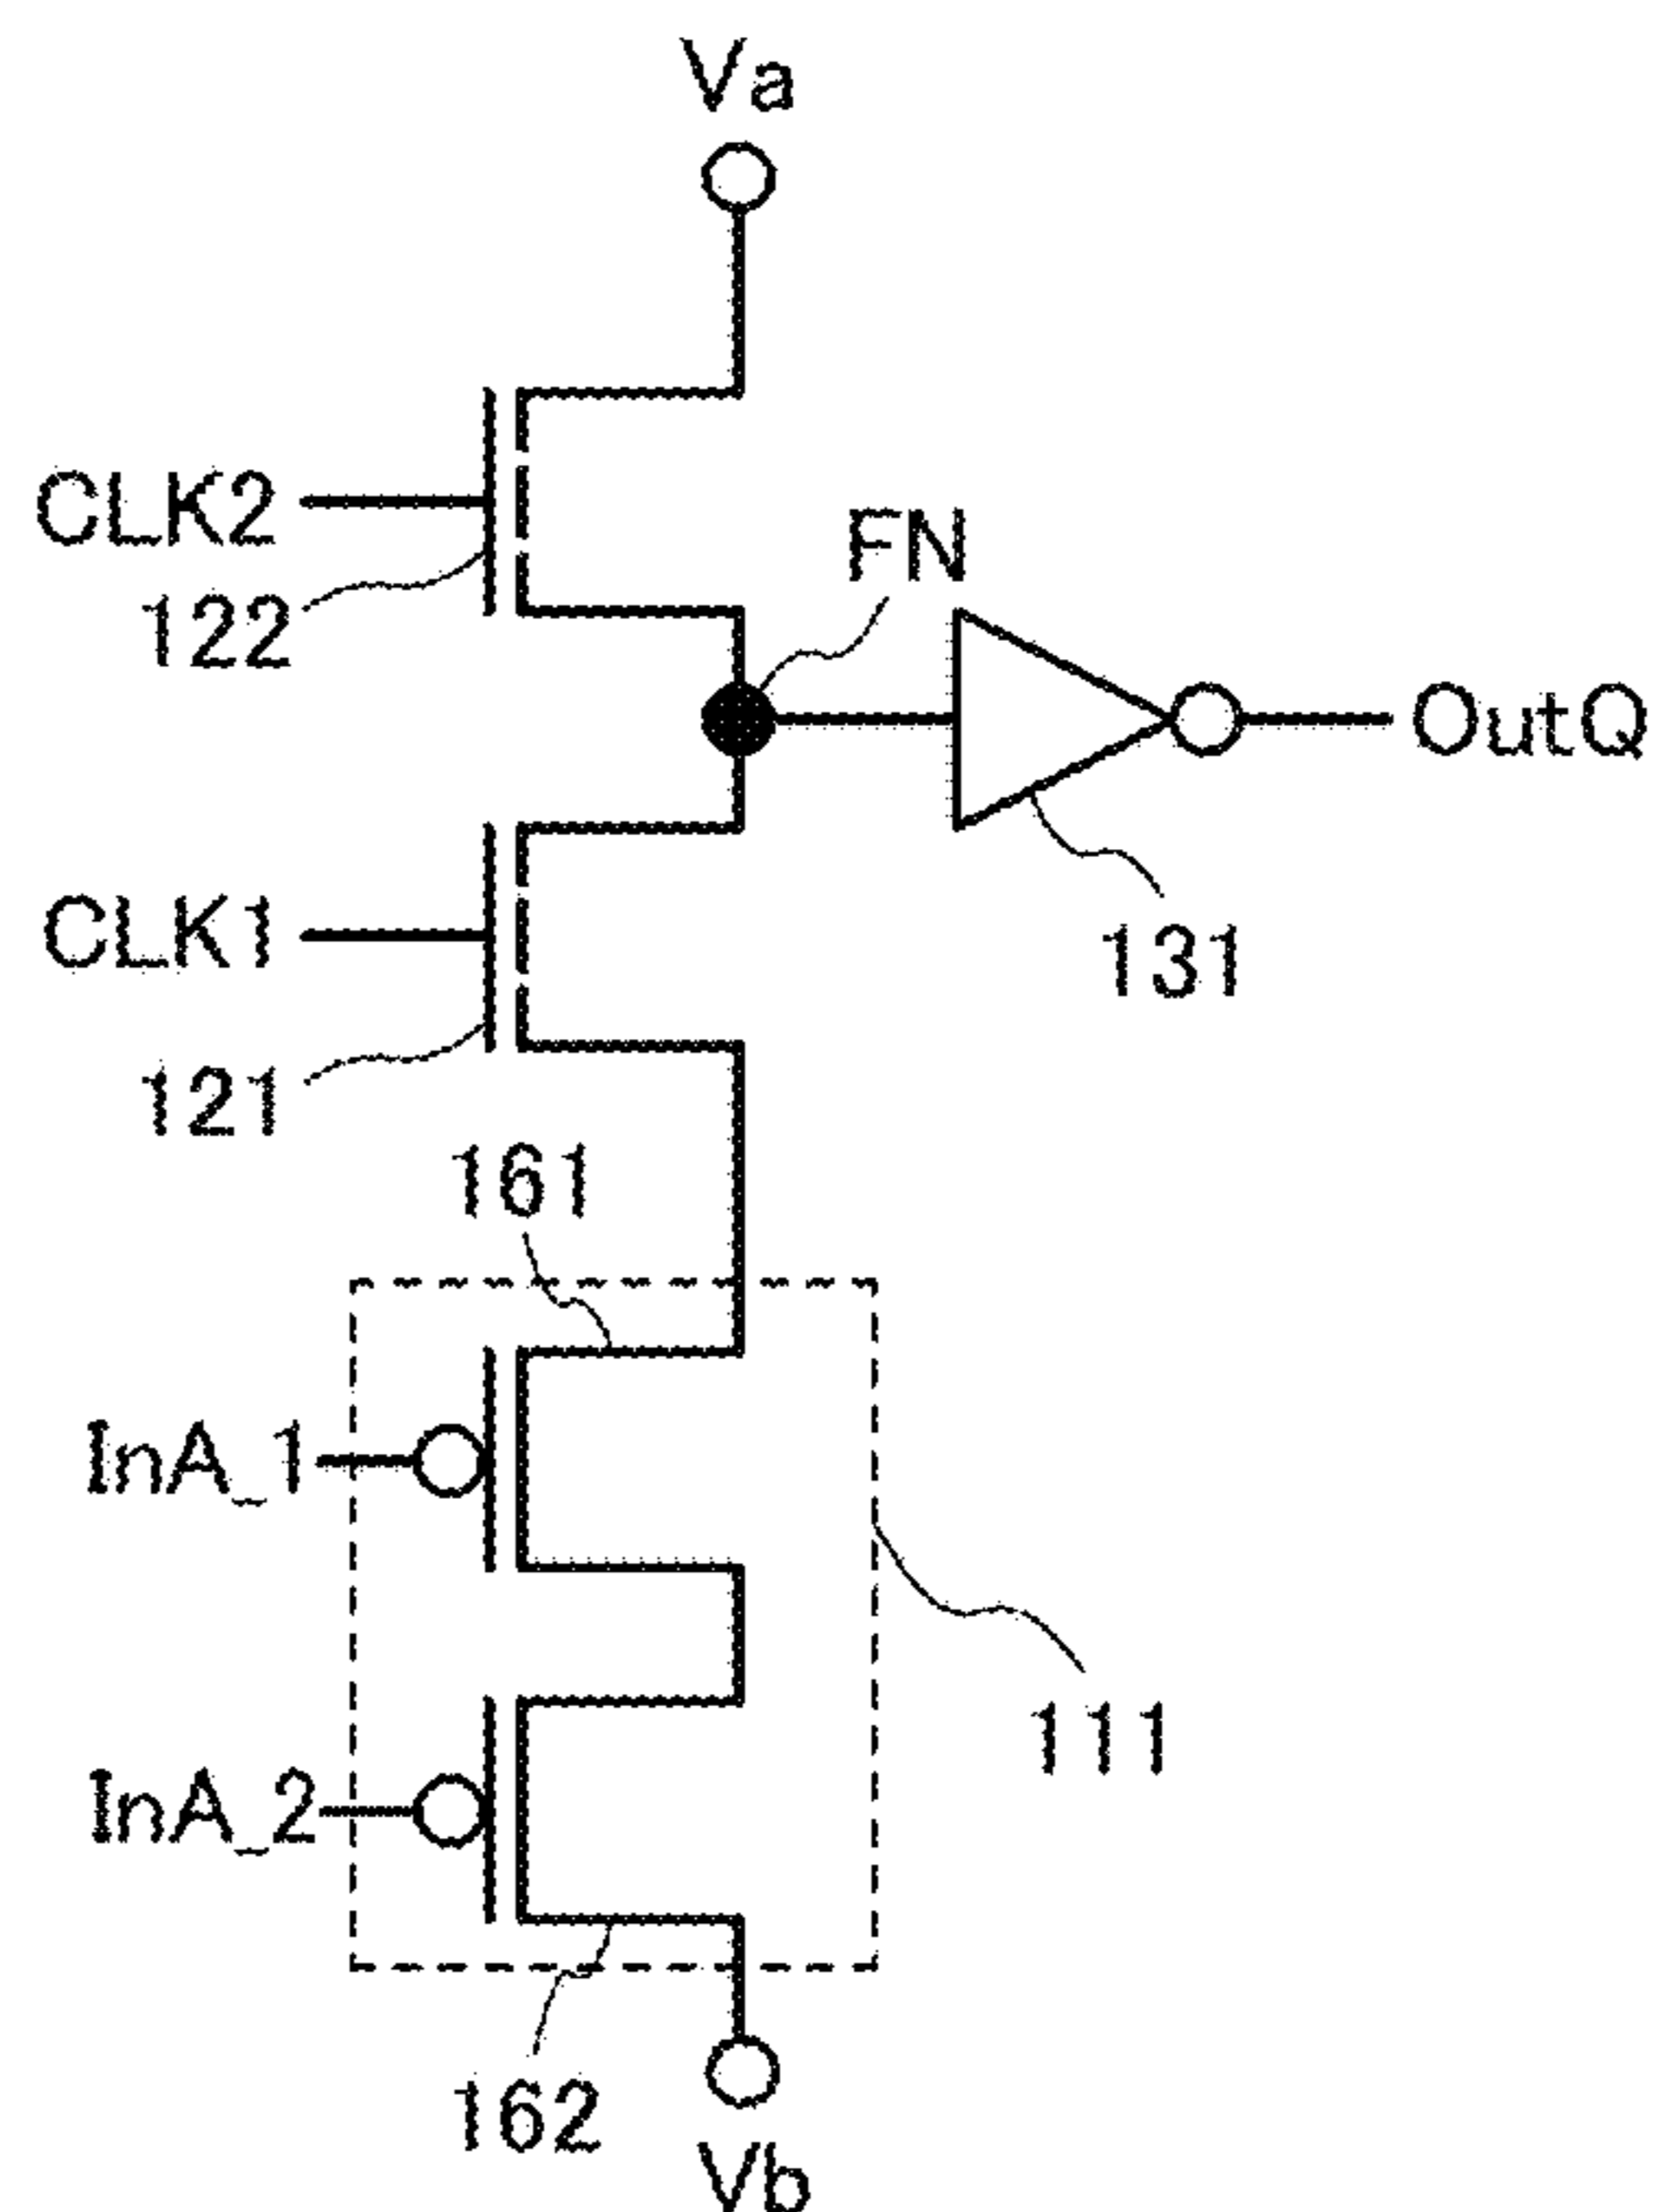 Va
CLK2
122
FN
OutQ
CLK1
131
121
161
InA_1
111
InA_2
162
Vb